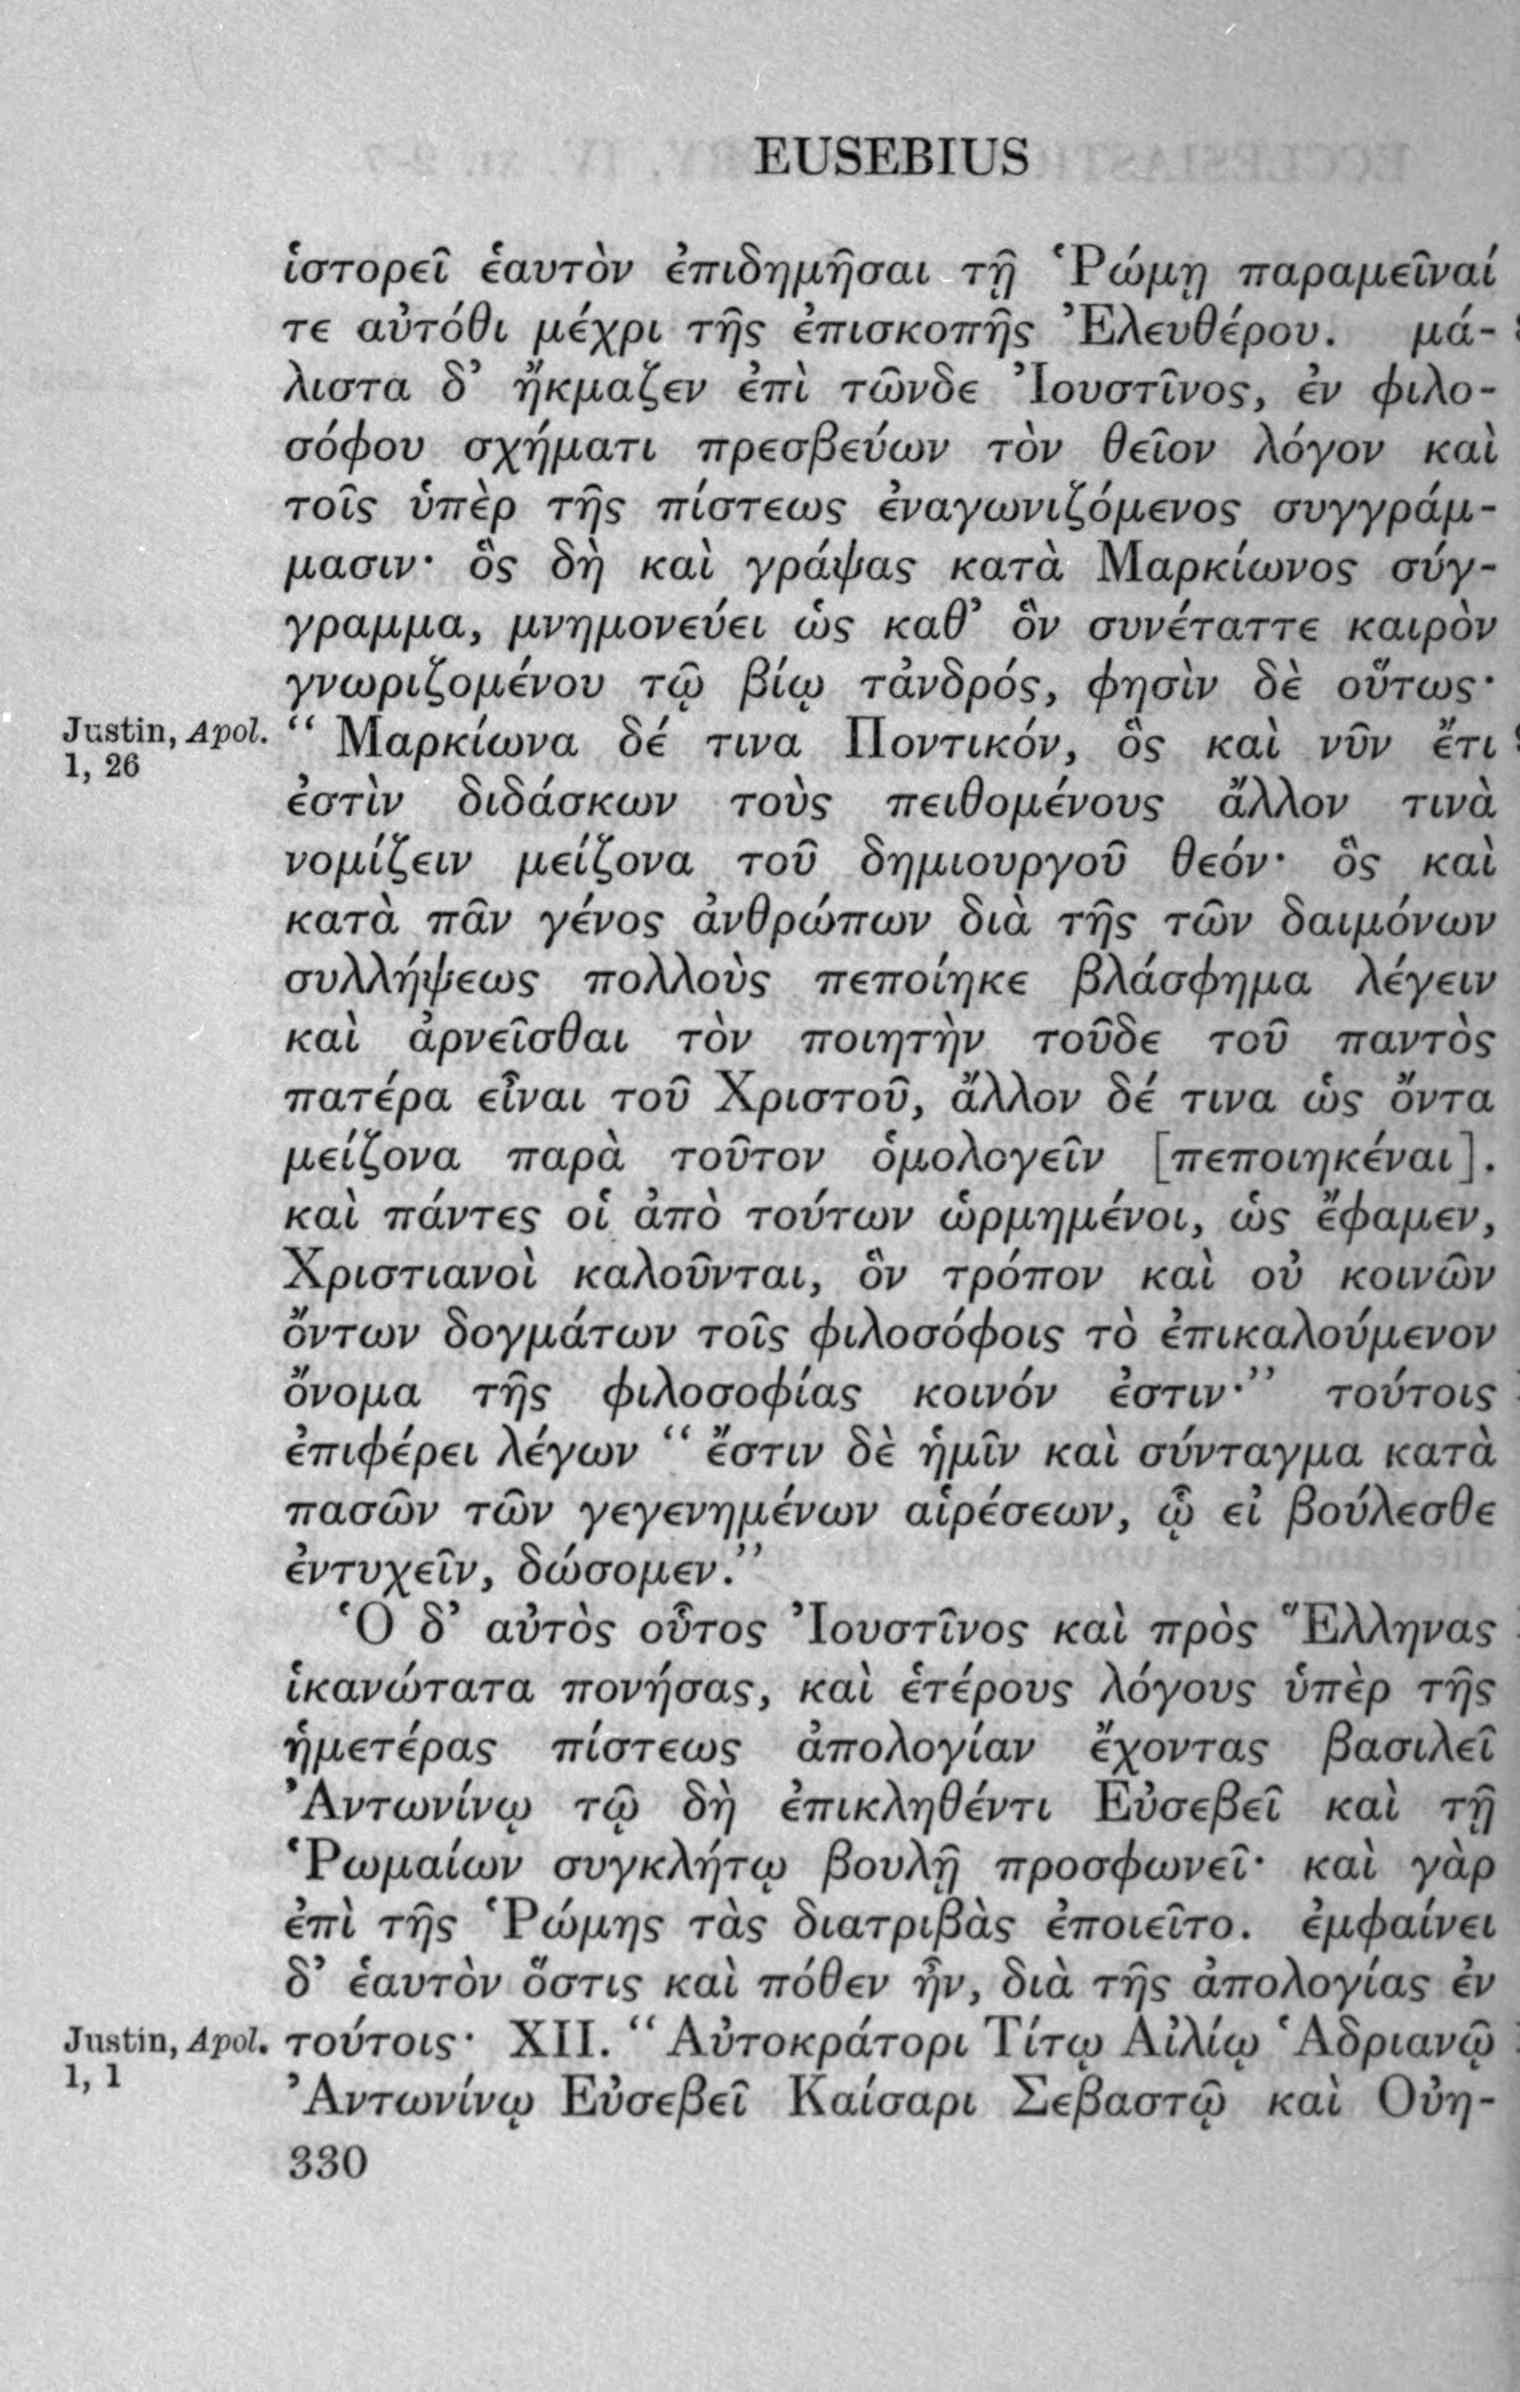 EUSEBIUS
ἱστορεῖ ἑαυτὸν ἐπιδημῆσαι τῇ Ῥώμῃ παραμεῖναί
τε αὐτόθι μέχρι τῆς ἐπισκοπῆς Ἐλευθέρου. μά-
λιστα δ’ ἤκμαζεν ἐπὶ τῶνδε Ἰουστῖνος, ἐν φιλο-
σόφου σχήματι πρεσβεύων τὸν θεῖον λόγον καὶ
τοῖς ὑπὲρ τῆς πίστεως ἐναγωνιζόμενος συγγράμ-
μασιν· ὃς δὴ καὶ γράψας κατὰ Μαρκίωνος σύγ-
γραμμα, μνημονεύει ὡς καθ’ ὃν συνέταττε καιρὸν
γνωριζομένου τῷ βίῳ τἀνδρός, φησὶν δὲ οὕτως·
Justin, Apol. “ Μαρκίωνα δέ τινα Ποντικόν, ὃς καὶ νῦν ἔτι
1, 26
ἐστὶν διδάσκων τοὺς πειθομένους ἄλλον τινὰ
νομίζειν μείζονα τοῦ δημιουργοῦ θεόν· ὃς καὶ
κατὰ πᾶν γένος ἀνθρώπων διὰ τῆς τῶν δαιμόνων
συλλήψεως πολλοὺς πεποίηκε βλάσφημα λέγειν
καὶ ἀρνεῖσθαι τὸν ποιητὴν τοῦδε τοῦ παντὸς
πατέρα εἶναι τοῦ Χριστοῦ, ἄλλον δέ τινα ὡς ὄντα
μείζονα παρὰ τοῦτον ὁμολογεῖν [πεποιηκέναι].
καὶ πάντες οἱ ἀπὸ τούτων ὡρμημένοι, ὡς ἔφαμεν,
Χριστιανοὶ καλοῦνται, ὃν τρόπον καὶ οὐ κοινῶν
ὄντων δογμάτων τοῖς φιλοσόφοις τὸ ἐπικαλούμενον
ὄνομα τῆς φιλοσοφίας κοινόν ἐστιν·” τούτοις
ἐπιφέρει λέγων “ ἔστιν δὲ ἡμῖν καὶ σύνταγμα κατὰ
πασῶν τῶν γεγενημένων αἱρέσεων, ᾧ εἰ βούλεσθε
ἐντυχεῖν, δώσομεν.”
Ὁ δ’ αὐτὸς οὗτος Ἰουστῖνος καὶ πρὸς Ἕλληνας
ἱκανώτατα πονήσας, καὶ ἑτέρους λόγους ὑπὲρ τῆς
ἡμετέρας πίστεως ἀπολογίαν ἔχοντας βασιλεῖ
Ἀντωνίνῳ τῷ δὴ ἐπικληθέντι Εὐσεβεῖ καὶ τῇ
Ῥωμαίων συγκλήτῳ βουλῇ προσφωνεῖ· καὶ γὰρ
ἐπὶ τῆς Ῥώμης τὰς διατριβὰς ἐποιεῖτο. ἐμφαίνει
δ’ ἑαυτὸν ὅστις καὶ πόθεν ἦν, διὰ τῆς ἀπολογίας ἐν
Justin, Apol. τούτοις· XII. “ Αὐτοκράτορι Τίτῳ Αἰλίῳ Ἁδριανῷ
1, 1
Ἀντωνίνῳ Εὐσεβεῖ Καίσαρι Σεβαστῷ καὶ Οὐη-
330